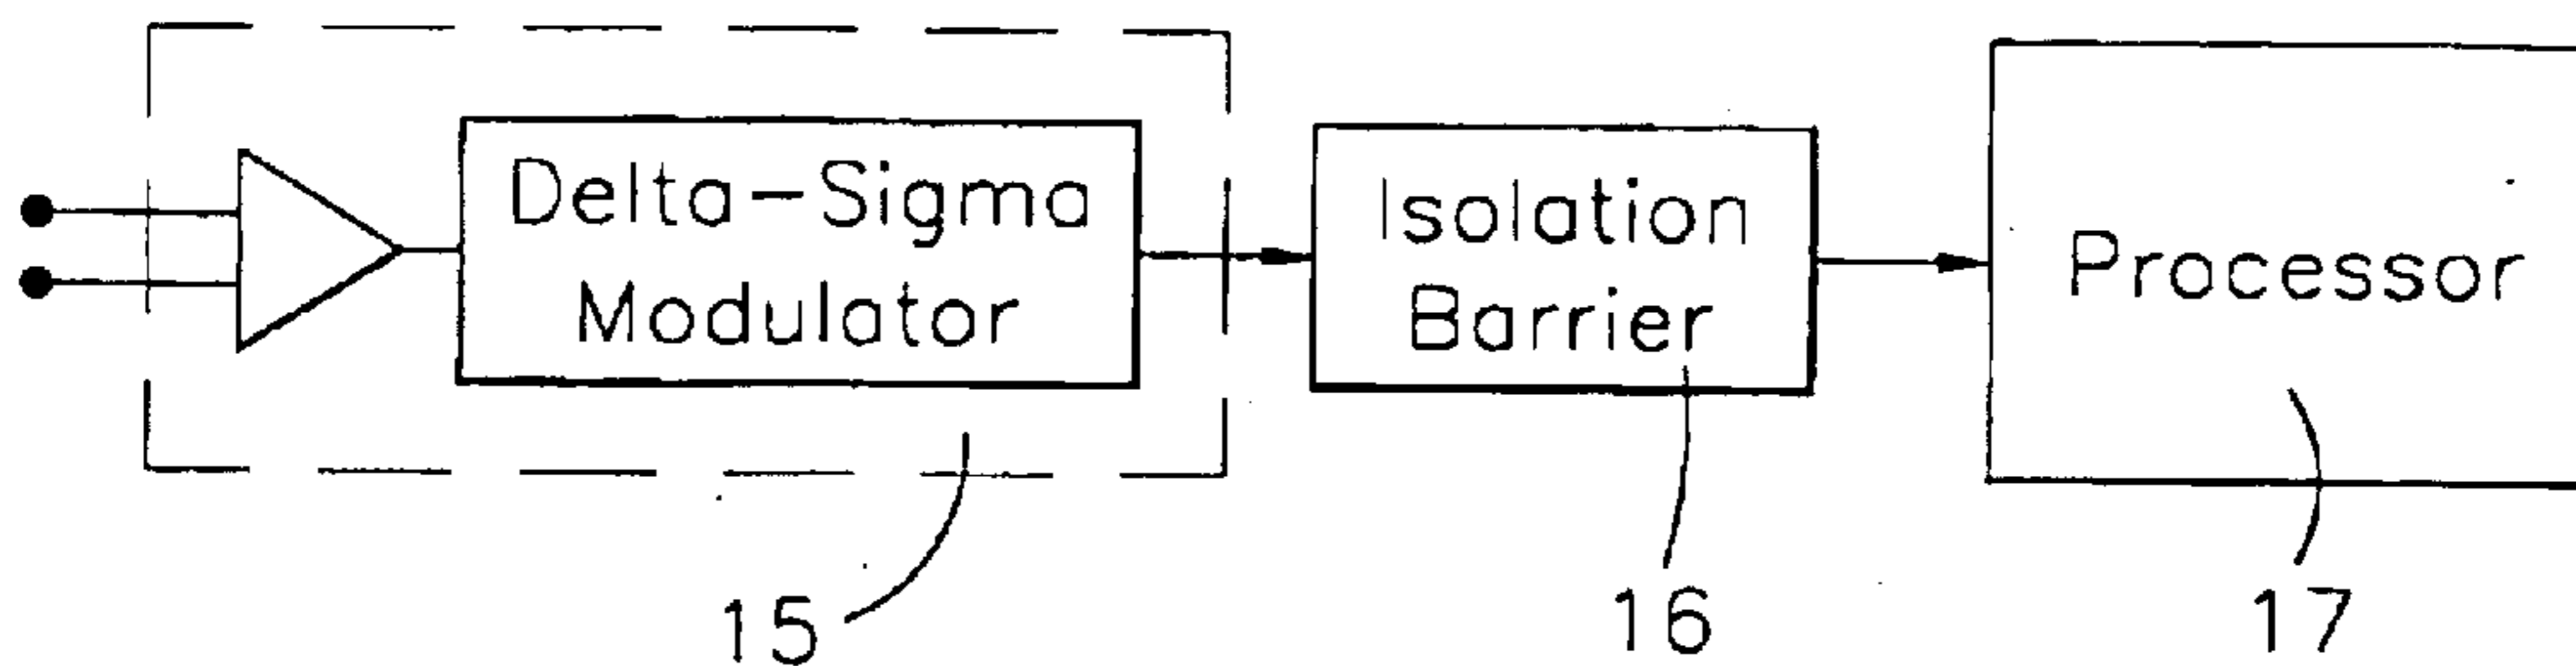 Delta-Sigma
Modulator
Isolation
Barrier
Processor
15
16
17